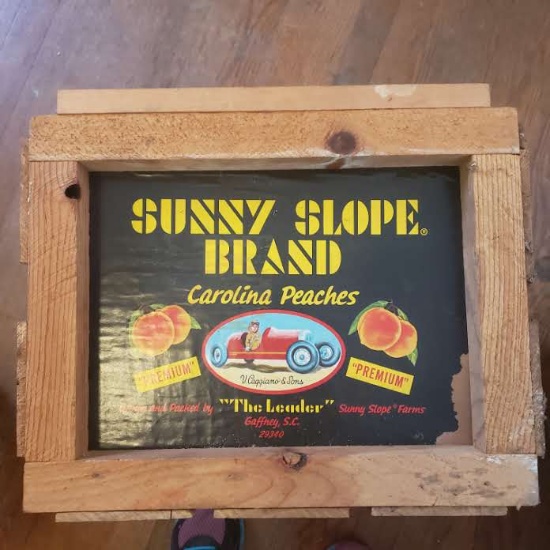 SUNNY SLOPE®
BRAND
Carolina Peaches
"PREMIUM"
V. Caggiano & Sons
"PREMIUM"
and Packed by "The Leader" Sunny Slope® Farms
Gaffney, S.C.
29340